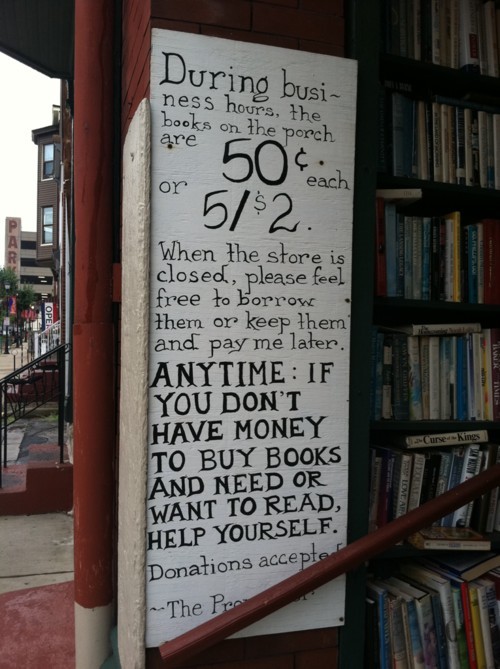 During busi~
ness hours, the
books on the porch
are 50¢ each
or 5/$2.
When the store is
closed, please feel
free to borrow
them or keep them
and pay me later.
ANYTIME: IF
YOU DON'T
HAVE MONEY
TO BUY BOOKS
AND NEED OR
WANT TO READ,
HELP YOURSELF.
Donations accepted
~The
PAR
OPEN
The Curse of the Kings